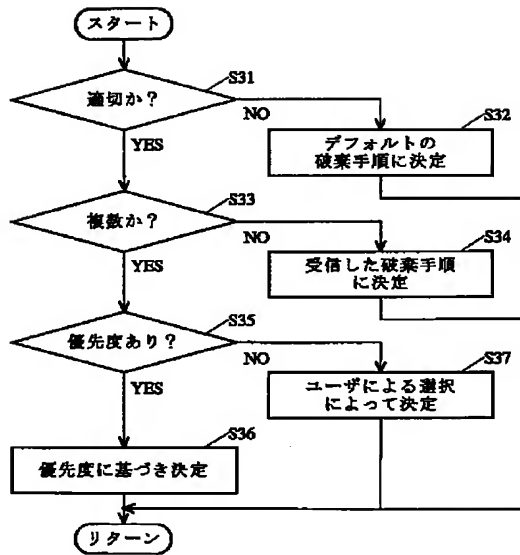 スタート
S31
適切か？
NO
S32
YES
デフォルトの
破棄手順に決定
S33
複数か？
NO
S34
YES
受信した破棄手順
に決定
S35
優先度あり？
NO
S37
YES
ユーザによる選択
によって決定
S36
優先度に基づき決定
リターン